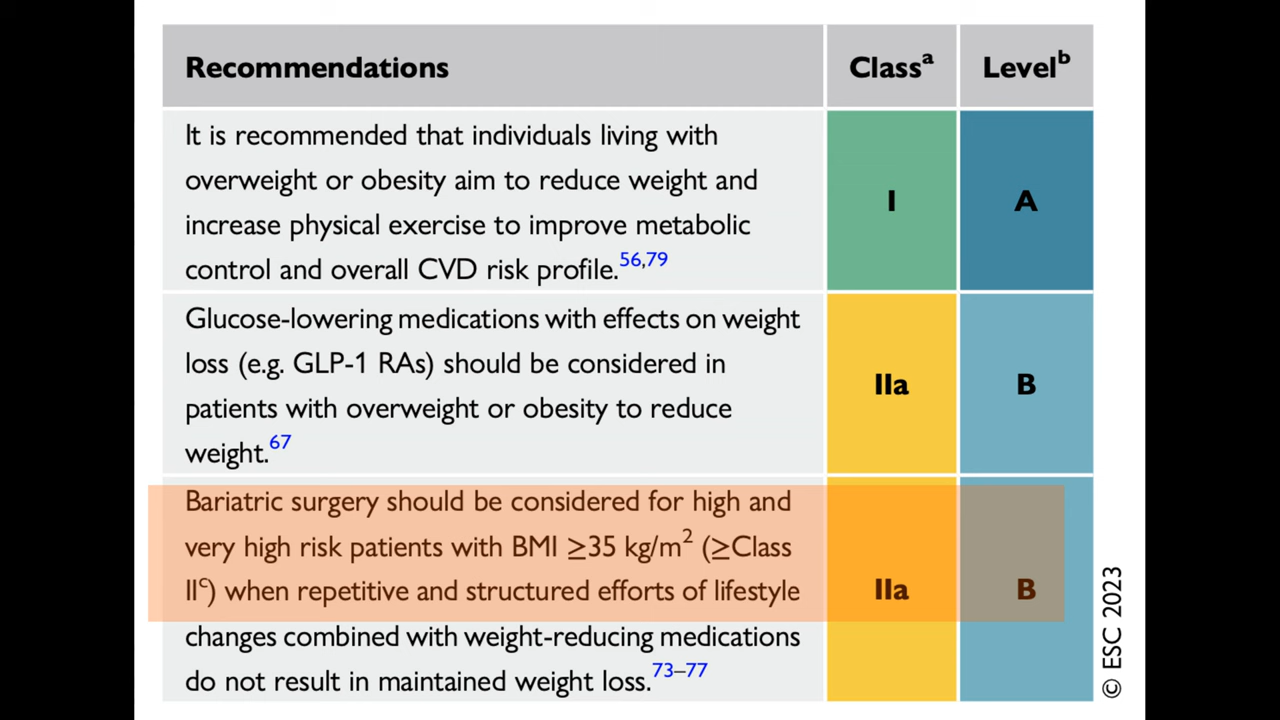 Recommendations Classᵃ Levelᵇ
It is recommended that individuals living with
overweight or obesity aim to reduce weight and
increase physical exercise to improve metabolic
control and overall CVD risk profile.⁵⁶,⁷⁹
I A
Glucose-lowering medications with effects on weight
loss (e.g. GLP-1 RAs) should be considered in
patients with overweight or obesity to reduce
weight.⁶⁷
IIa B
Bariatric surgery should be considered for high and
very high risk patients with BMI ≥35 kg/m² (≥Class
IIᶜ) when repetitive and structured efforts of lifestyle
changes combined with weight-reducing medications
do not result in maintained weight loss.⁷³⁻⁷⁷
IIa B
© ESC 2023